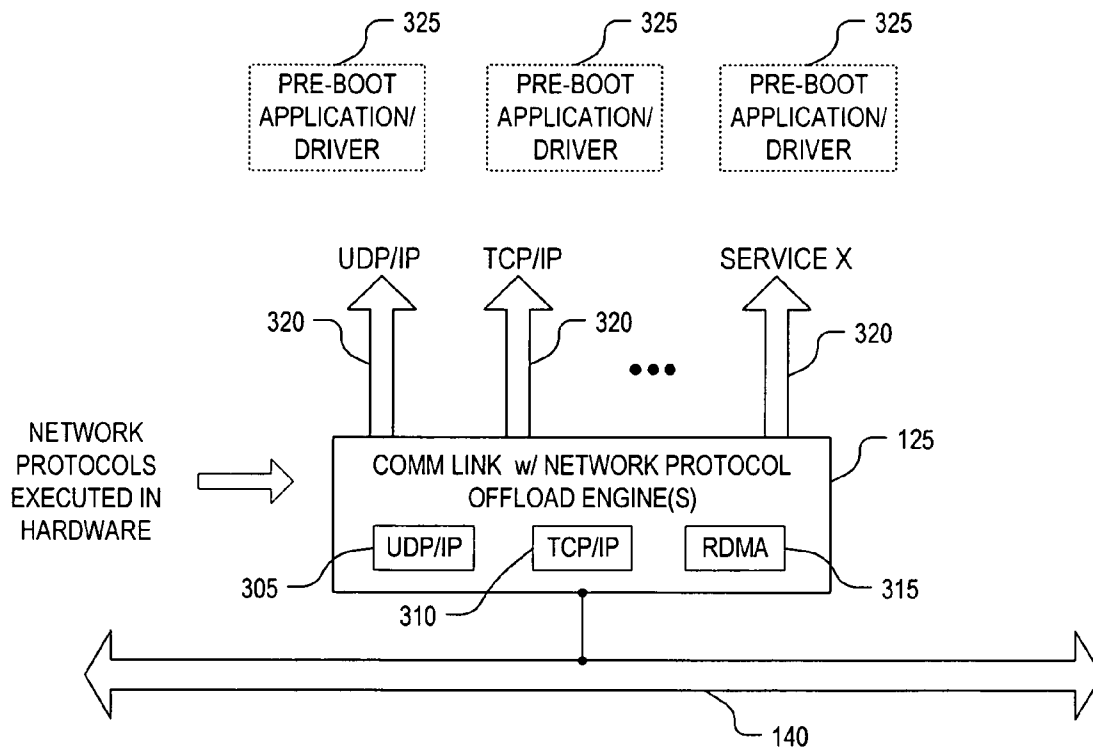 325 325 325
PRE-BOOT APPLICATION/ DRIVER
PRE-BOOT APPLICATION/ DRIVER
PRE-BOOT APPLICATION/ DRIVER
UDP/IP TCP/IP SERVICE X
320 320 320
•••
NETWORK
PROTOCOLS
EXECUTED IN
HARDWARE
125
COMM LINK w/ NETWORK PROTOCOL
OFFLOAD ENGINE(S)
UDP/IP TCP/IP RDMA
305 310 315
140